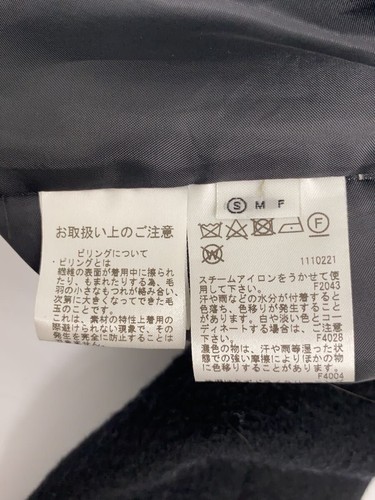 お取扱い上のご注意
ピリングについて
・ピリングとは
繊維の表面が着用中に擦られ
たり、もまれたりする為、毛
羽の小さなもつれが絡み合い、
次第に大きくなってできた毛
玉のことです。
これは、素材の特性上着用の
際避けられない現象で、その
発生を完全に防止することは
Ⓢ M F
F
W
1110221
スチームアイロンをうかせて使
用して下さい。 F2043
汗や雨などの水分が付着すると
色落ち、色移りが発生すること
があります。白や淡い色とコー
ディネートする場合は、ご注意
下さい。 F4028
濃色の物は、汗や雨等湿った状
態での強い摩擦によりほかの物
に色移りすることがあります。
F4004